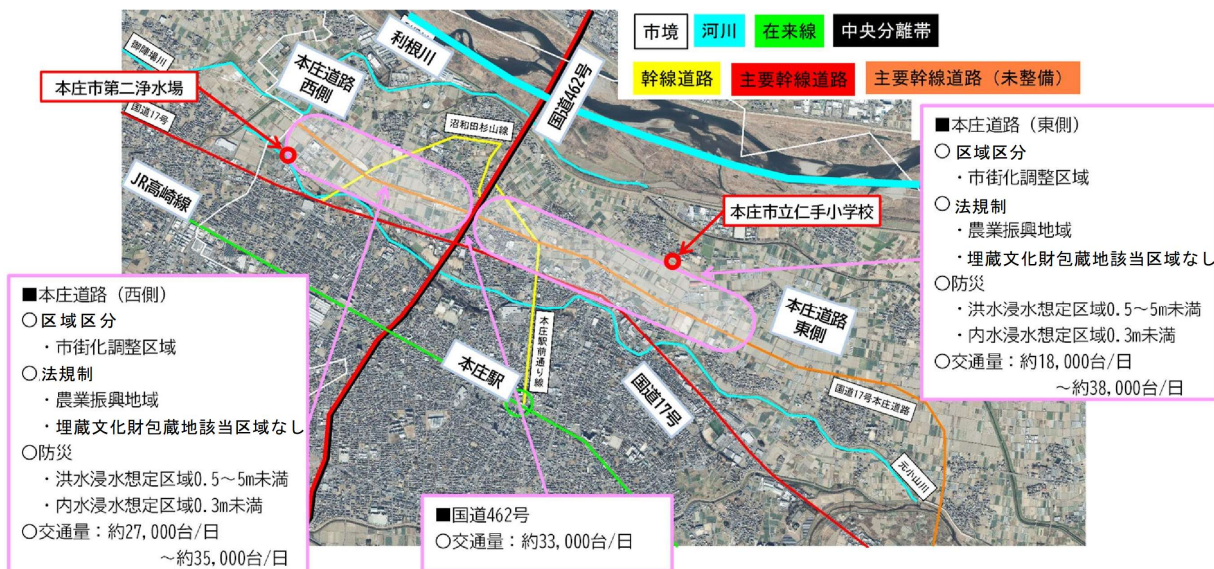 市境
河川
在来線
中央分離帯
幹線道路
主要幹線道路
主要幹線道路（未整備）
御陣場川
利根川
本庄道路
西側
国道462号
本庄市第二浄水場
国道17号
沼和田杉山線
JR高崎線
本庄市立仁手小学校
本庄道路
東側
本庄駅前通り線
本庄駅
国道17号
国道17号本庄道路
元小山川
■本庄道路（東側）
○区域区分
・市街化調整区域
○法規制
・農業振興地域
・埋蔵文化財包蔵地該当区域なし
○防災
・洪水浸水想定区域0.5～5m未満
・内水浸水想定区域0.3m未満
○交通量：約18,000台/日
～約38,000台/日
■本庄道路（西側）
○区域区分
・市街化調整区域
○法規制
・農業振興地域
・埋蔵文化財包蔵地該当区域なし
○防災
・洪水浸水想定区域0.5～5m未満
・内水浸水想定区域0.3m未満
○交通量：約27,000台/日
～約35,000台/日
■国道462号
○交通量：約33,000台/日